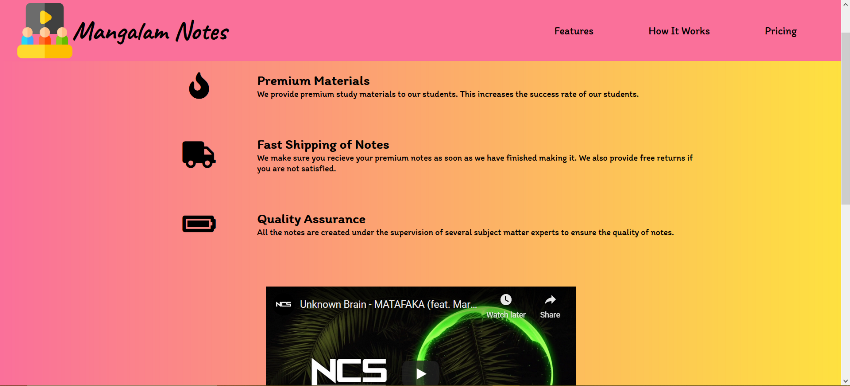 Mangalam Notes
Features
How It Works
Pricing
Premium Materials
We provide premium study materials to our students. This increases the success rate of our students.
Fast Shipping of Notes
We make sure you recieve your premium notes as soon as we have finished making it. We also provide free returns if
you are not satisfied.
Quality Assurance
All the notes are created under the supervision of several subject matter experts to ensure the quality of notes.
NCS
Unknown Brain - MATAFAKA (feat. Mar...
Watch later
Share
NCS